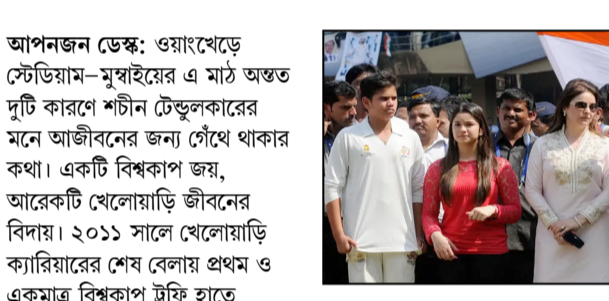 আপনজন ডেস্ক: ওয়াংখেড়ে
স্টেডিয়াম–মুম্বাইয়ের এ মাঠ অন্তত
দুটি কারণে শচীন টেন্ডুলকারের
মনে আজীবনের জন্য গেঁথে থাকার
কথা। একটি বিশ্বকাপ জয়,
আরেকটি খেলোয়াড়ি জীবনের
বিদায়। ২০১১ সালে খেলোয়াড়ি
ক্যারিয়ারের শেষ বেলায় প্রথম ও
একমাত্র বিশ্বকাপ ট্রফি হাতে